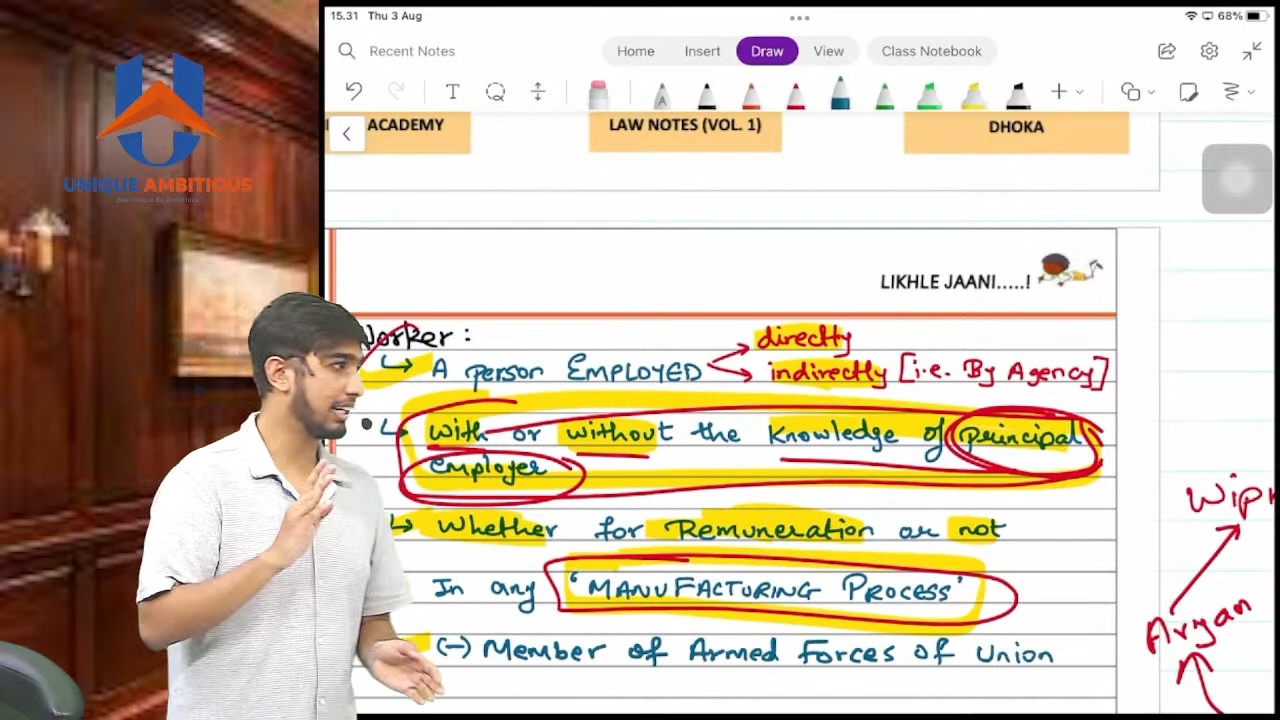 15.31 Thu 3 Aug
68%
Recent Notes
Home Insert Draw View Class Notebook
ACADEMY
LAW NOTES (VOL. 1)
DHOKA
UNIQUE AMBITIOUS
LIKHLE JAANI.....!
Worker :
directly
A person EMPLOYED
indirectly [i.e. By Agency]
With or without the knowledge of principal
employer
Whether for Remuneration or not
In any 'MANUFACTURING PROCESS'
(-) Member of Armed Forces of Union
Aryan